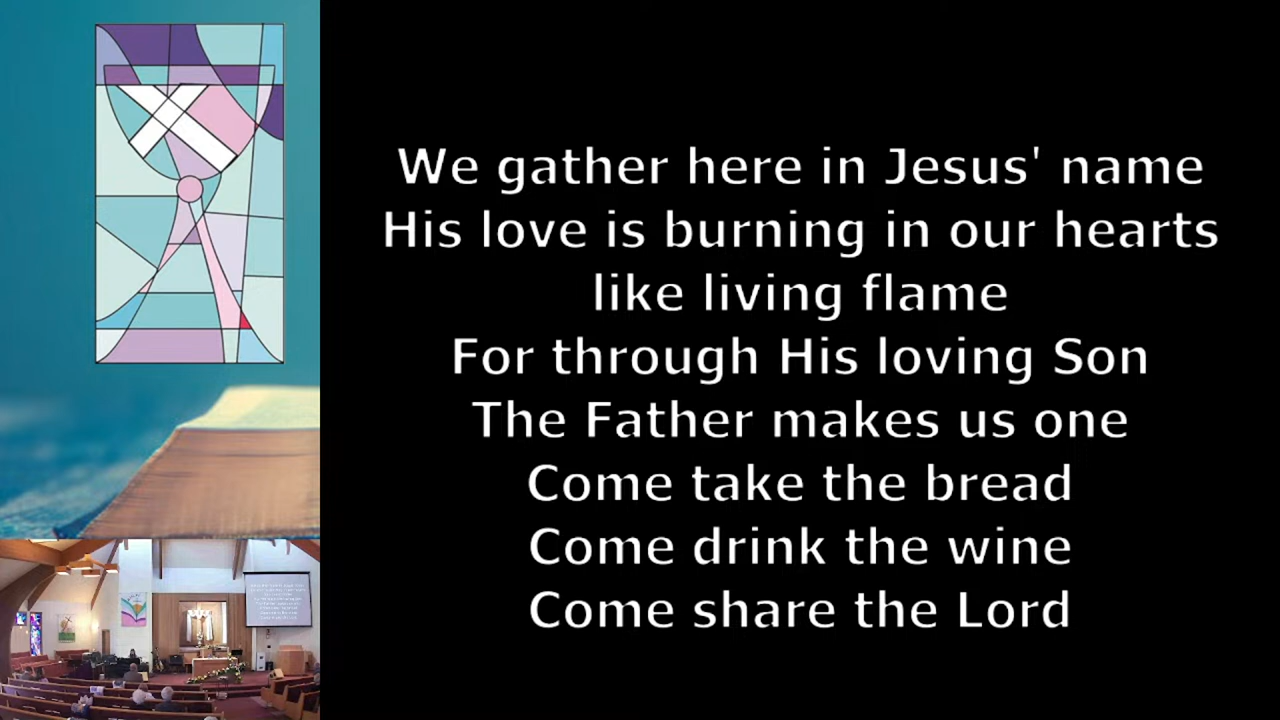 We gather here in Jesus' name
His love is burning in our hearts
like living flame
For through His loving Son
The Father makes us one
Come take the bread
Come drink the wine
Come share the Lord